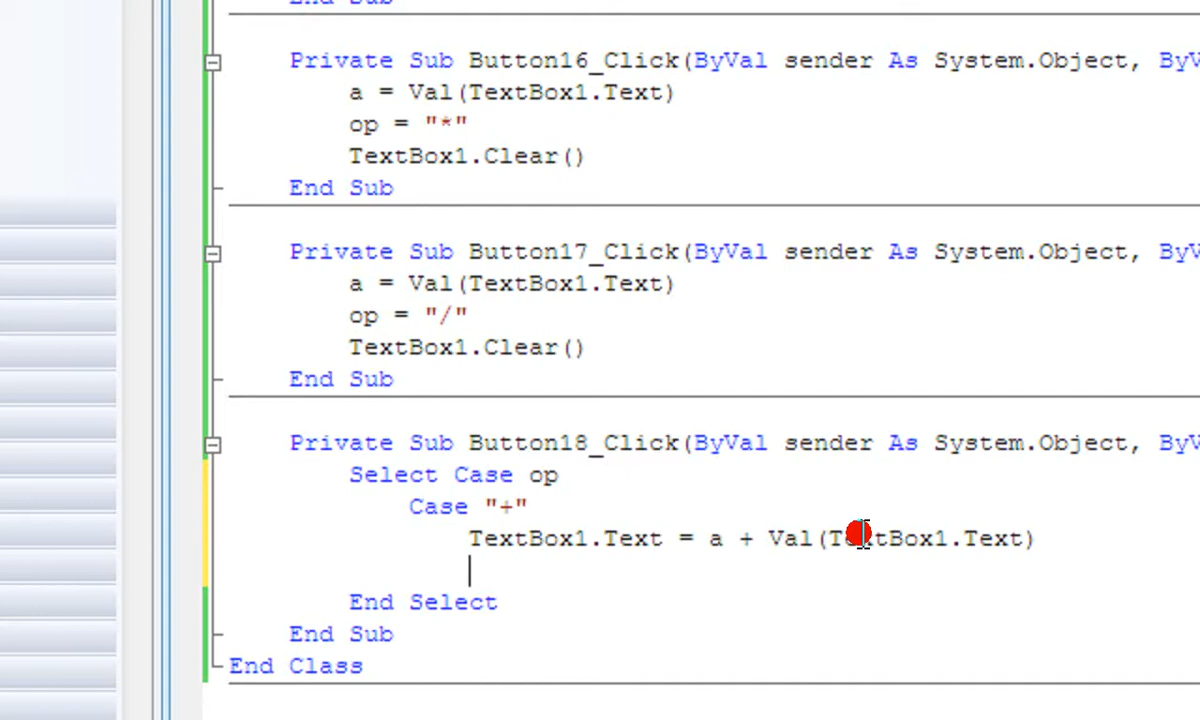 End Sub
Private Sub Button16_Click(ByVal sender As System.Object, ByV
a = Val(TextBox1.Text)
op = "*"
TextBox1.Clear()
End Sub
Private Sub Button17_Click(ByVal sender As System.Object, ByV
a = Val(TextBox1.Text)
op = "/"
TextBox1.Clear()
End Sub
Private Sub Button18_Click(ByVal sender As System.Object, ByV
Select Case op
Case "+"
TextBox1.Text = a + Val(TextBox1.Text)
End Select
End Sub
End Class